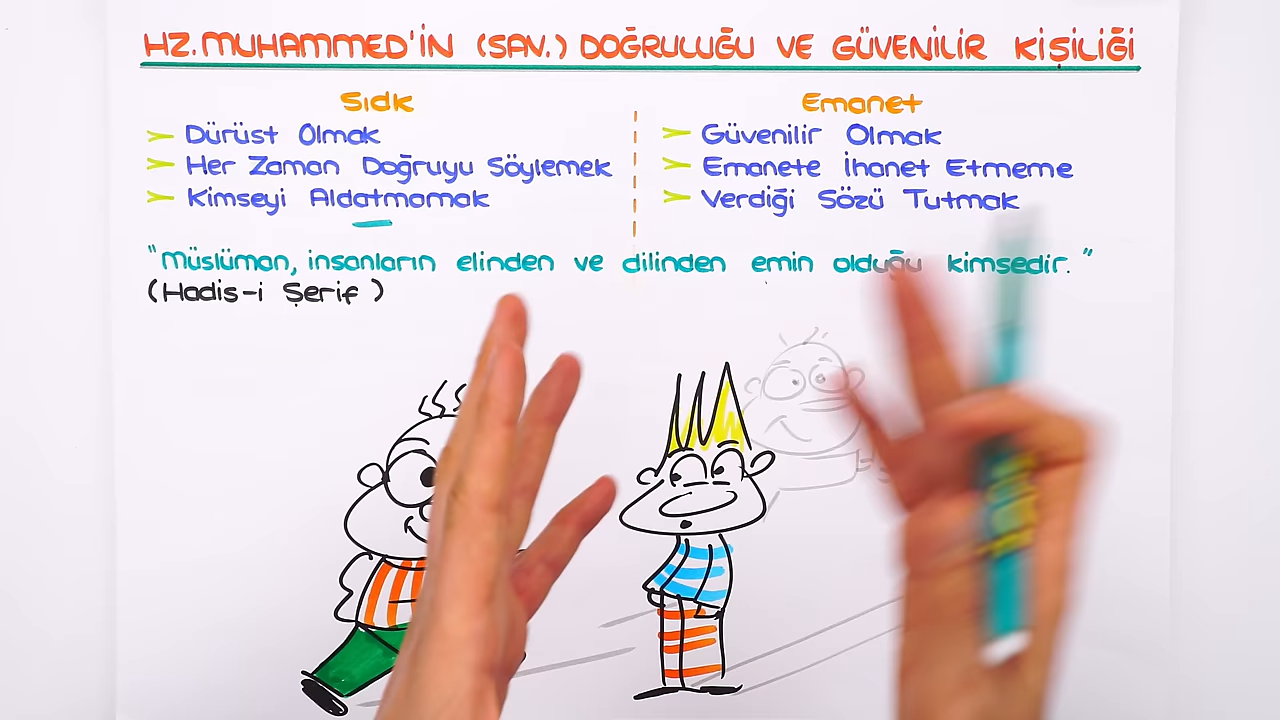 HZ. MUHAMMED'İN (SAV.) DOĞRULUĞU VE GÜVENİLİR KİŞİLİĞİ
Sıdk
➢ Dürüst Olmak
➢ Her Zaman Doğruyu Söylemek
➢ Kimseyi Aldatmamak
Emanet
➢ Güvenilir Olmak
➢ Emanete İhanet Etmeme
➢ Verdiği Sözü Tutmak
"Müslüman, insanların elinden ve dilinden emin olduğu kimsedir."
(Hadis-i Şerif)